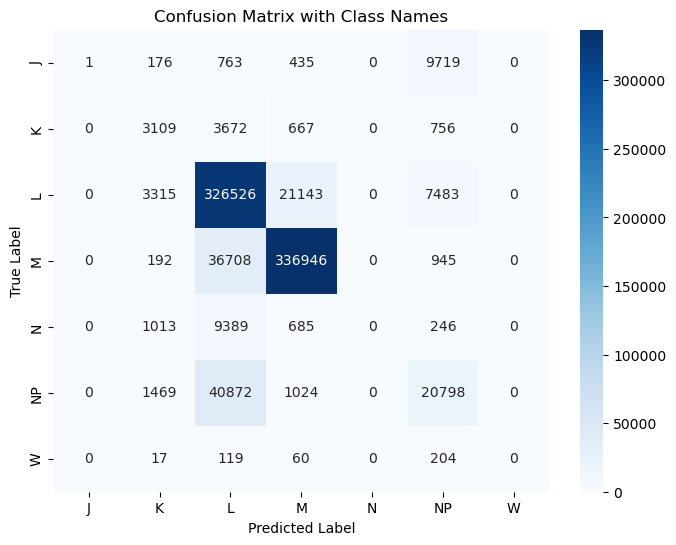 Confusion Matrix with Class Names
J 1 176 763 435 0 9719 0
K 0 3109 3672 667 0 756 0
L 0 3315 326526 21143 0 7483 0
M 0 192 36708 336946 0 945 0
N 0 1013 9389 685 0 246 0
NP 0 1469 40872 1024 0 20798 0
W 0 17 119 60 0 204 0
J K L M N NP W
Predicted Label
True Label
300000
250000
200000
150000
100000
50000
0